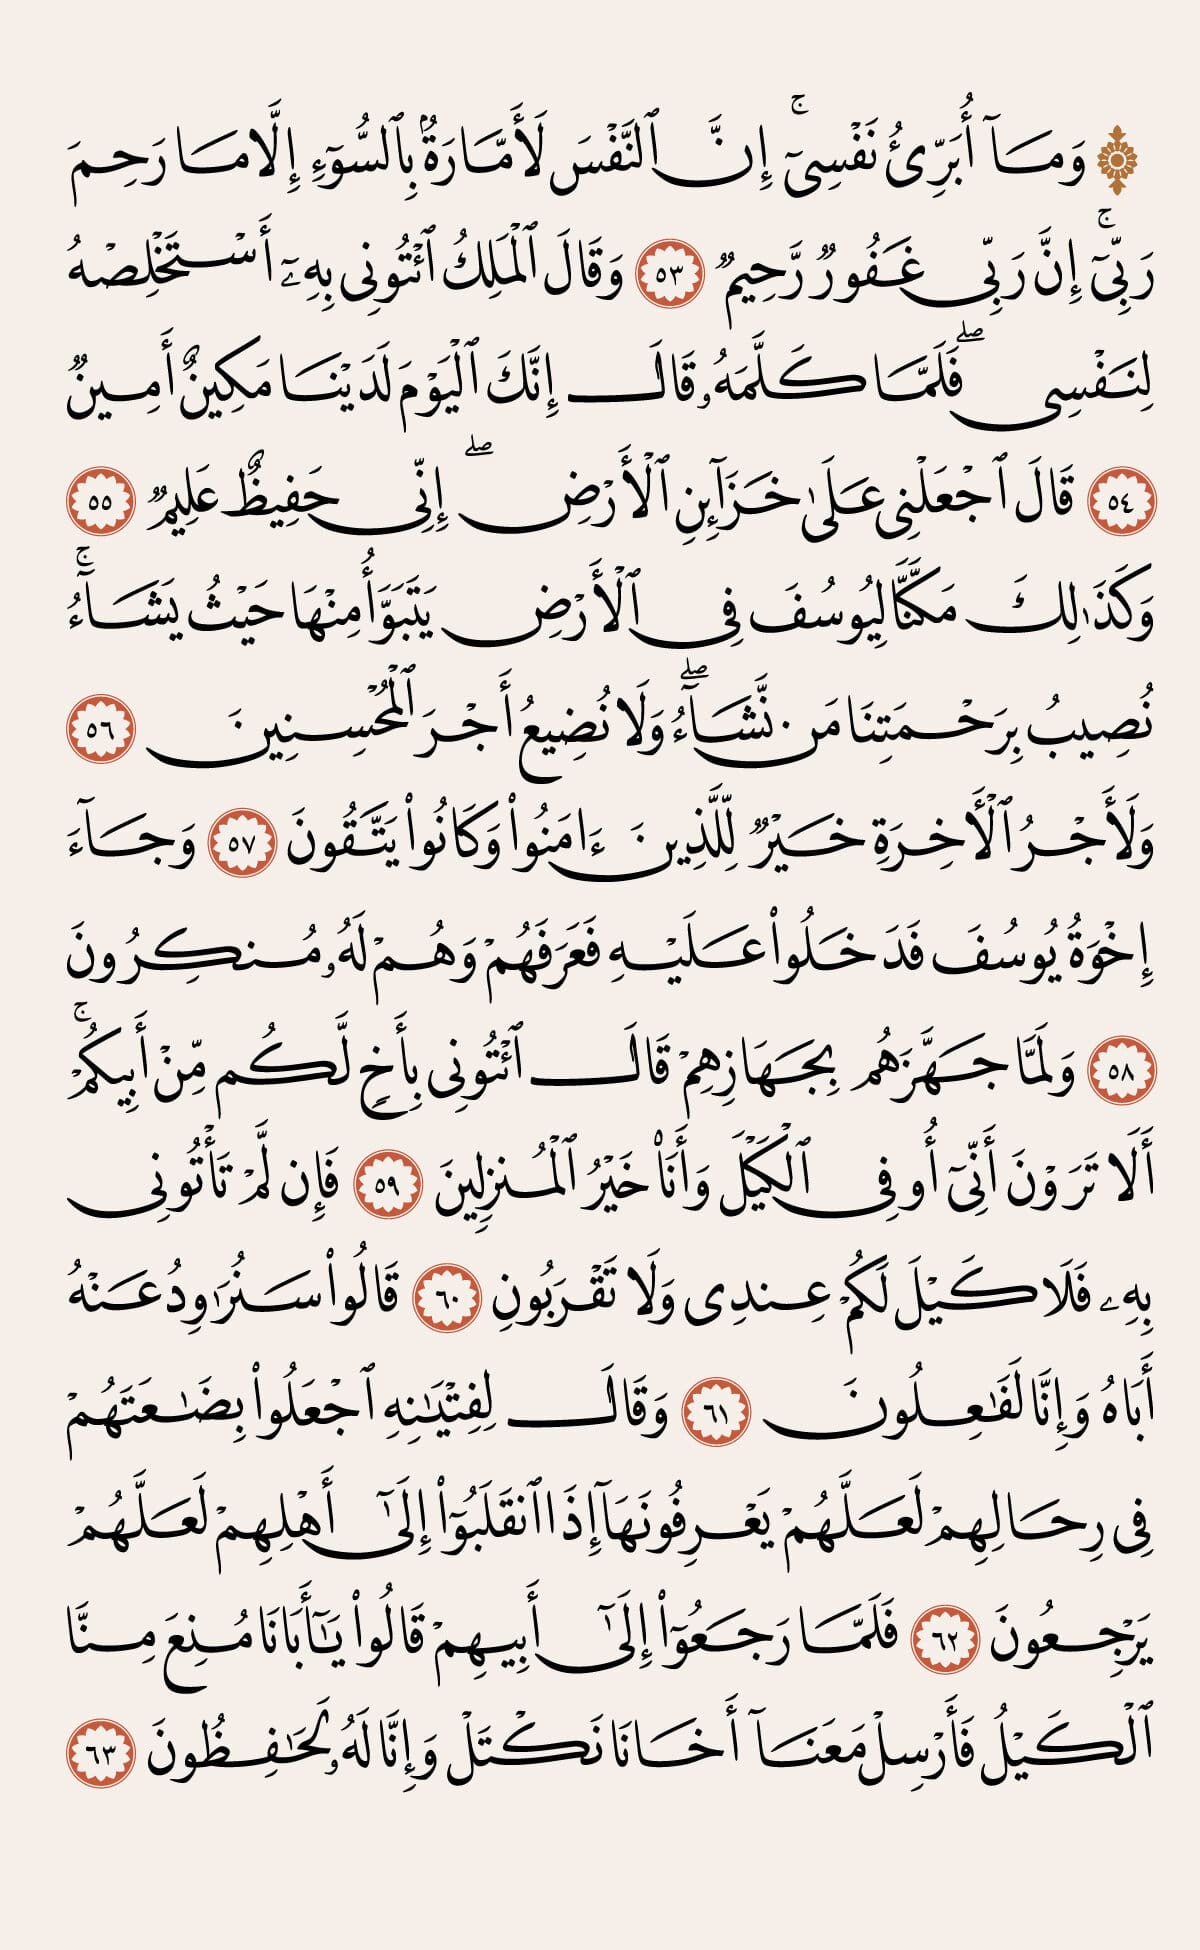 ۞ وَمَآ أُبَرِّئُ نَفۡسِيٓۚ إِنَّ ٱلنَّفۡسَ لَأَمَّارَةُۢ بِٱلسُّوٓءِ إِلَّا مَا رَحِمَ
رَبِّيٓۚ إِنَّ رَبِّي غَفُورٞ رَّحِيمٞ ٥٣ وَقَالَ ٱلۡمَلِكُ ٱئۡتُونِي بِهِۦٓ أَسۡتَخۡلِصۡهُ
لِنَفۡسِيۖ فَلَمَّا كَلَّمَهُۥ قَالَ إِنَّكَ ٱلۡيَوۡمَ لَدَيۡنَا مَكِينٌ أَمِينٞ
٥٤ قَالَ ٱجۡعَلۡنِي عَلَىٰ خَزَآئِنِ ٱلۡأَرۡضِۖ إِنِّي حَفِيظٌ عَلِيمٞ ٥٥
وَكَذَٰلِكَ مَكَّنَّا لِيُوسُفَ فِي ٱلۡأَرۡضِ يَتَبَوَّأُ مِنۡهَا حَيۡثُ يَشَآءُۚ
نُصِيبُ بِرَحۡمَتِنَا مَن نَّشَآءُۖ وَلَا نُضِيعُ أَجۡرَ ٱلۡمُحۡسِنِينَ ٥٦
وَلَأَجۡرُ ٱلۡأٓخِرَةِ خَيۡرٞ لِّلَّذِينَ ءَامَنُواْ وَكَانُواْ يَتَّقُونَ ٥٧ وَجَآءَ
إِخۡوَةُ يُوسُفَ فَدَخَلُواْ عَلَيۡهِ فَعَرَفَهُمۡ وَهُمۡ لَهُۥ مُنكِرُونَ
٥٨ وَلَمَّا جَهَّزَهُم بِجَهَازِهِمۡ قَالَ ٱئۡتُونِي بِأَخٖ لَّكُم مِّنۡ أَبِيكُمۡۚ
أَلَا تَرَوۡنَ أَنِّيٓ أُوفِي ٱلۡكَيۡلَ وَأَنَا۠ خَيۡرُ ٱلۡمُنزِلِينَ ٥٩ فَإِن لَّمۡ تَأۡتُونِي
بِهِۦ فَلَا كَيۡلَ لَكُمۡ عِندِي وَلَا تَقۡرَبُونِ ٦٠ قَالُواْ سَنُرَٰوِدُ عَنۡهُ
أَبَاهُ وَإِنَّا لَفَٰعِلُونَ ٦١ وَقَالَ لِفِتۡيَٰنِهِ ٱجۡعَلُواْ بِضَٰعَتَهُمۡ
فِي رِحَالِهِمۡ لَعَلَّهُمۡ يَعۡرِفُونَهَآ إِذَا ٱنقَلَبُوٓاْ إِلَىٰٓ أَهۡلِهِمۡ لَعَلَّهُمۡ
يَرۡجِعُونَ ٦٢ فَلَمَّا رَجَعُوٓاْ إِلَىٰٓ أَبِيهِمۡ قَالُواْ يَٰٓأَبَانَا مُنِعَ مِنَّا
ٱلۡكَيۡلُ فَأَرۡسِلۡ مَعَنَآ أَخَانَا نَكۡتَلۡ وَإِنَّا لَهُۥ لَحَٰفِظُونَ ٦٣